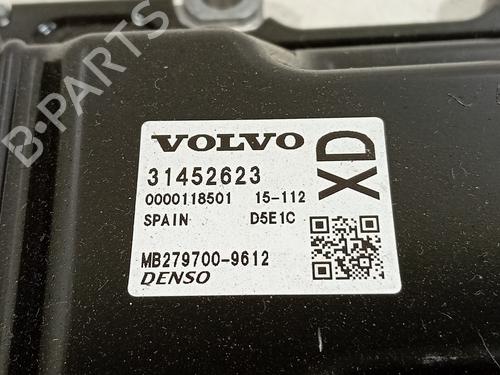 B-PARTS
VOLVO
XD
31452623
0000118501 15-112
SPAIN D5E1C
MB279700-9612
DENSO